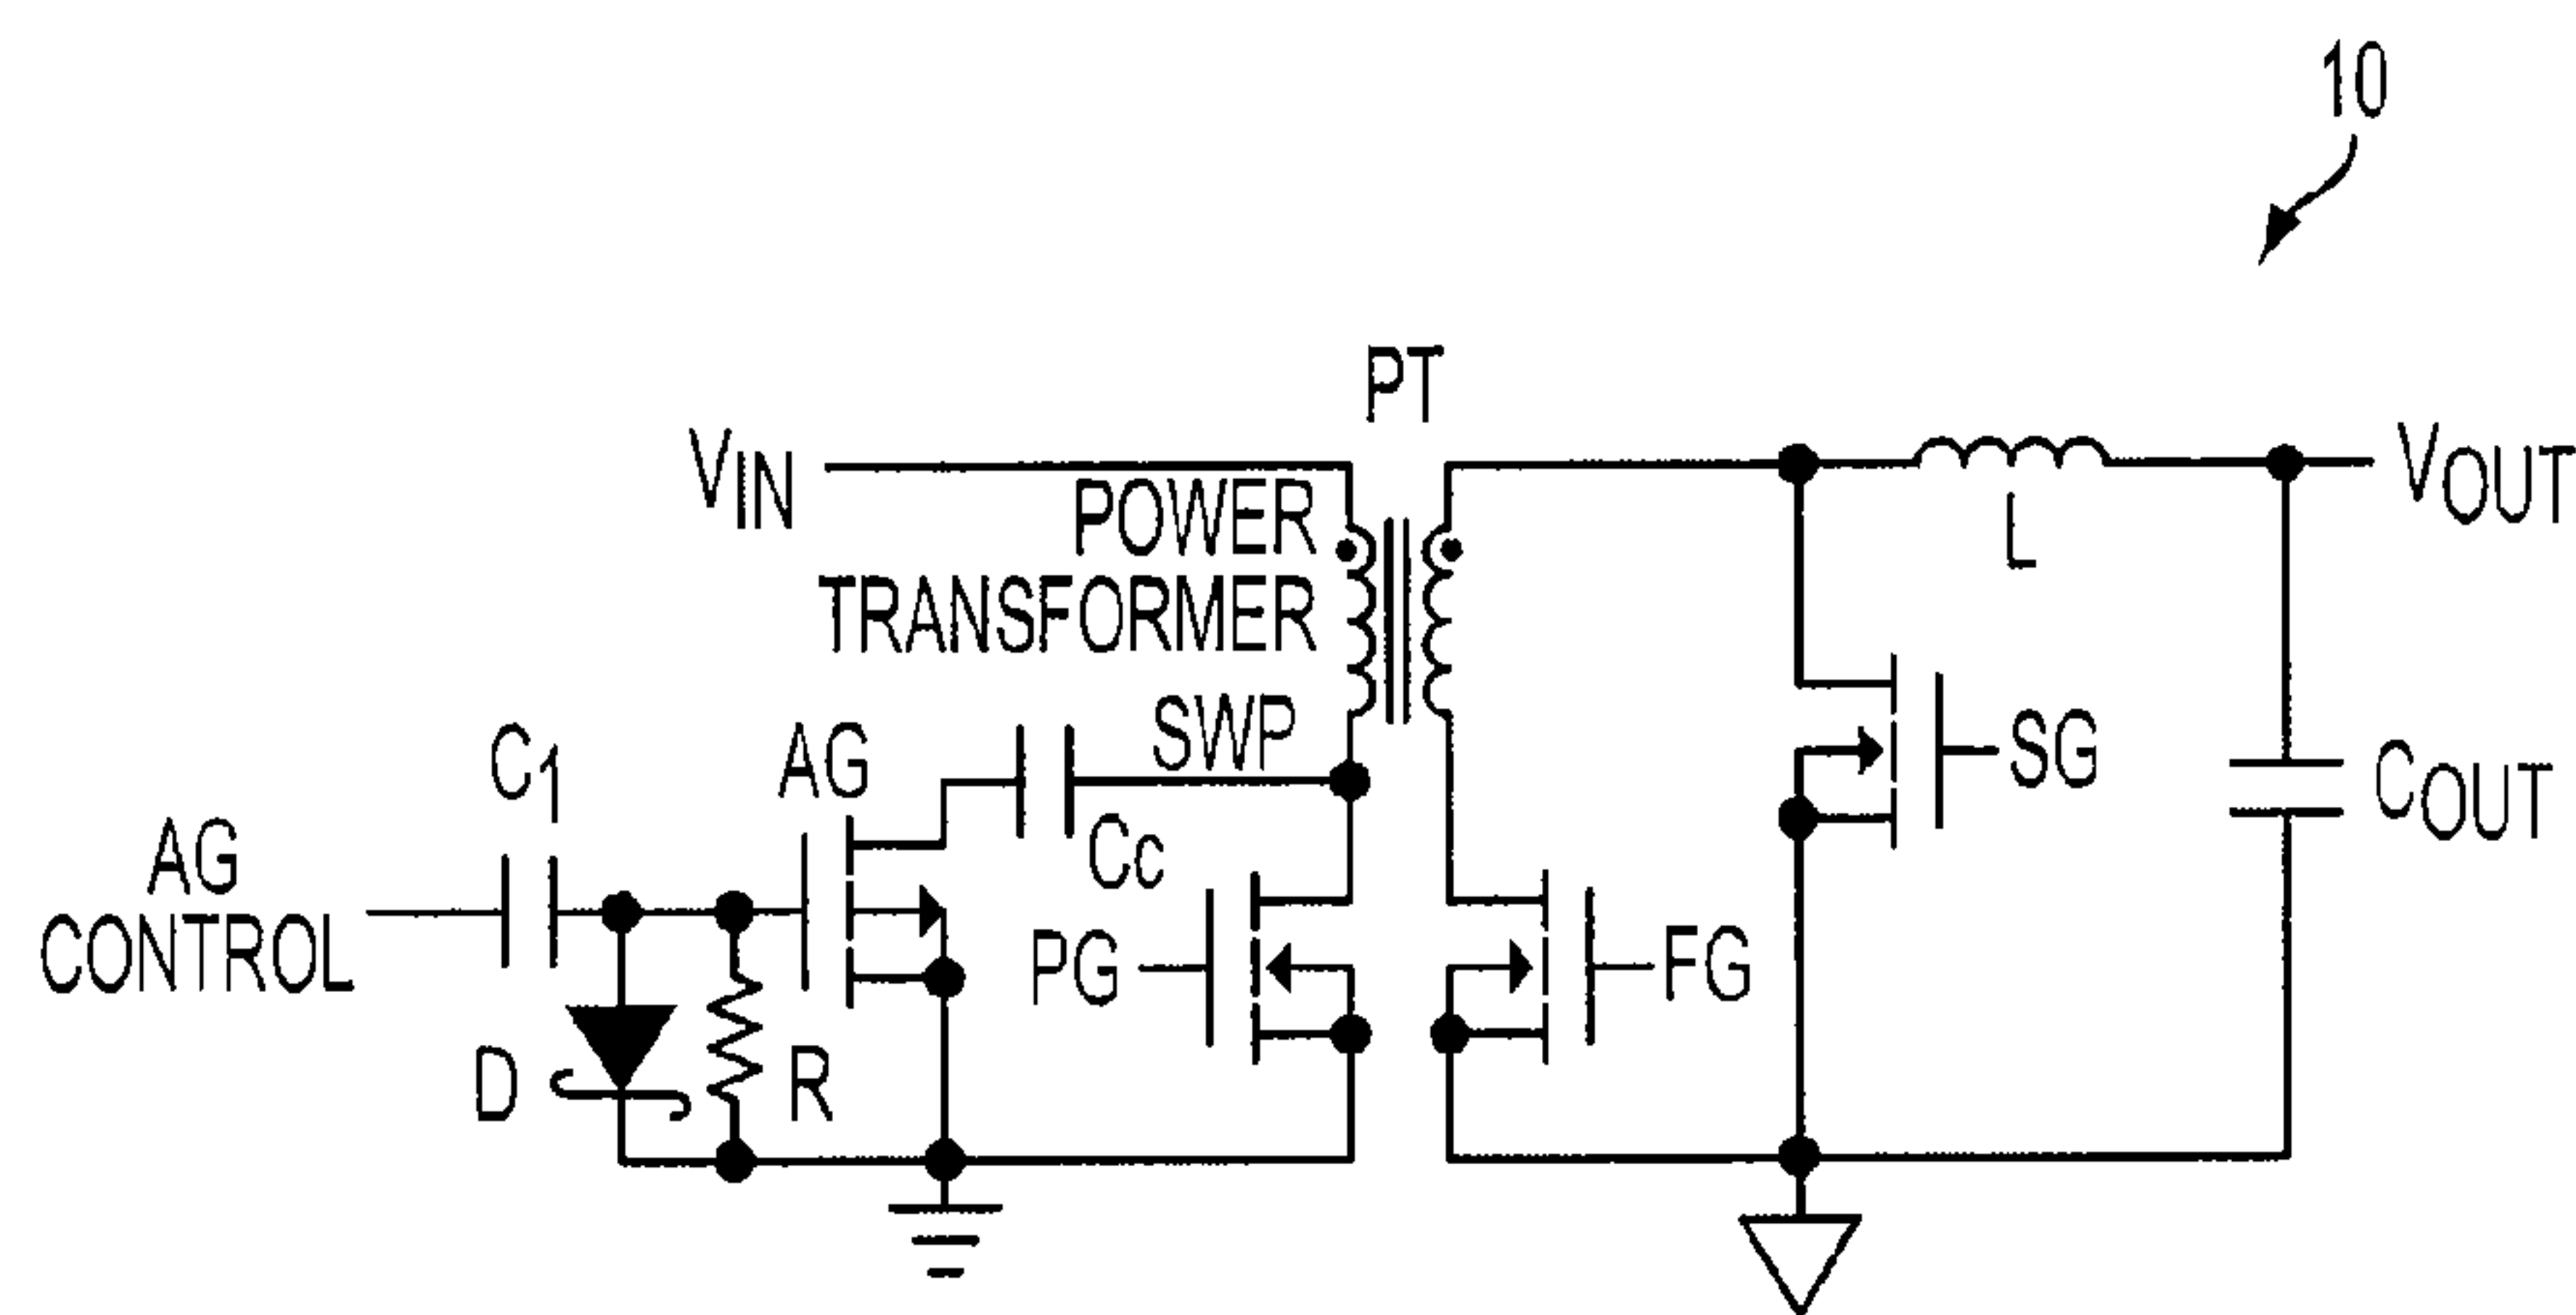 10
PT
VIN
POWER
TRANSFORMER
VOUT
L
SWP
C1
AG
SG
COUT
AG
CONTROL
Cc
PG
FG
D
R